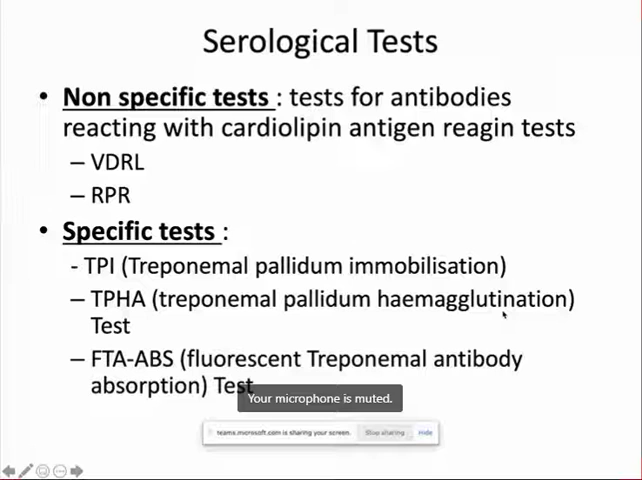 Serological Tests
• Non specific tests : tests for antibodies
reacting with cardiolipin antigen reagin tests
– VDRL
– RPR
• Specific tests :
- TPI (Treponemal pallidum immobilisation)
– TPHA (treponemal pallidum haemagglutination)
Test
– FTA-ABS (fluorescent Treponemal antibody
absorption) Test
Your microphone is muted.
teams.microsoft.com is sharing your screen. Stop sharing Hide